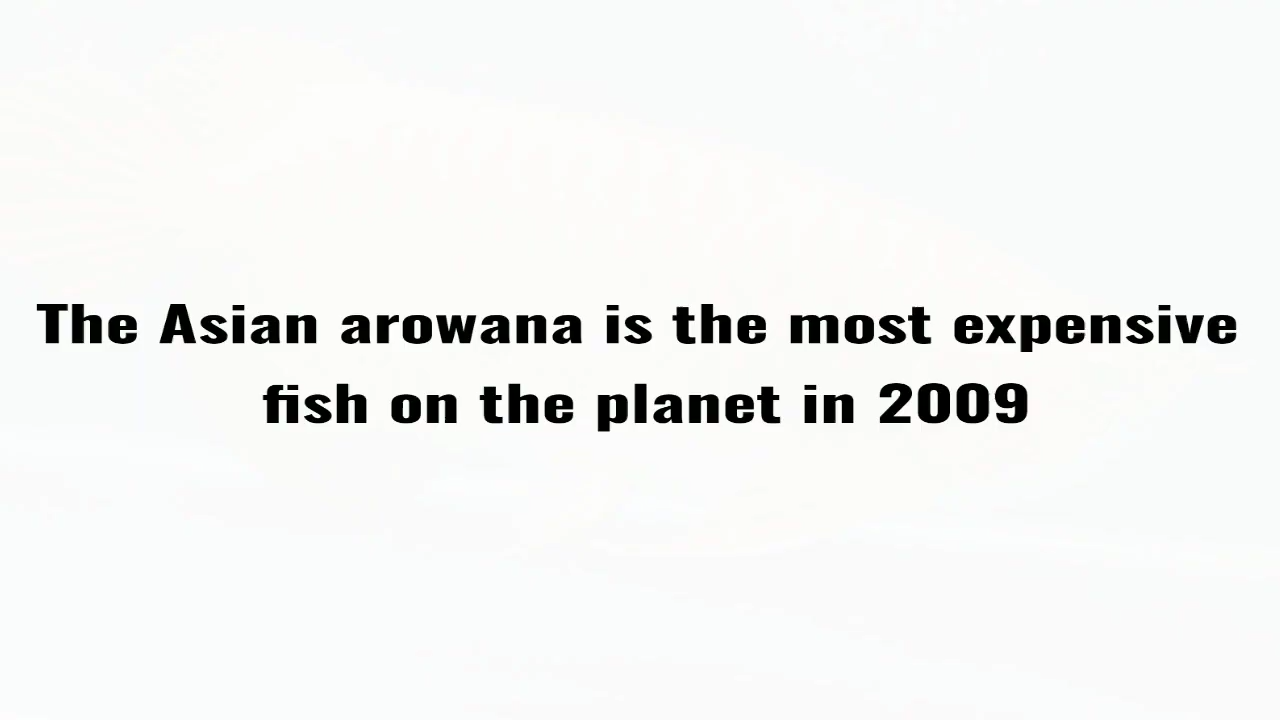 The Asian arowana is the most expensive
fish on the planet in 2009